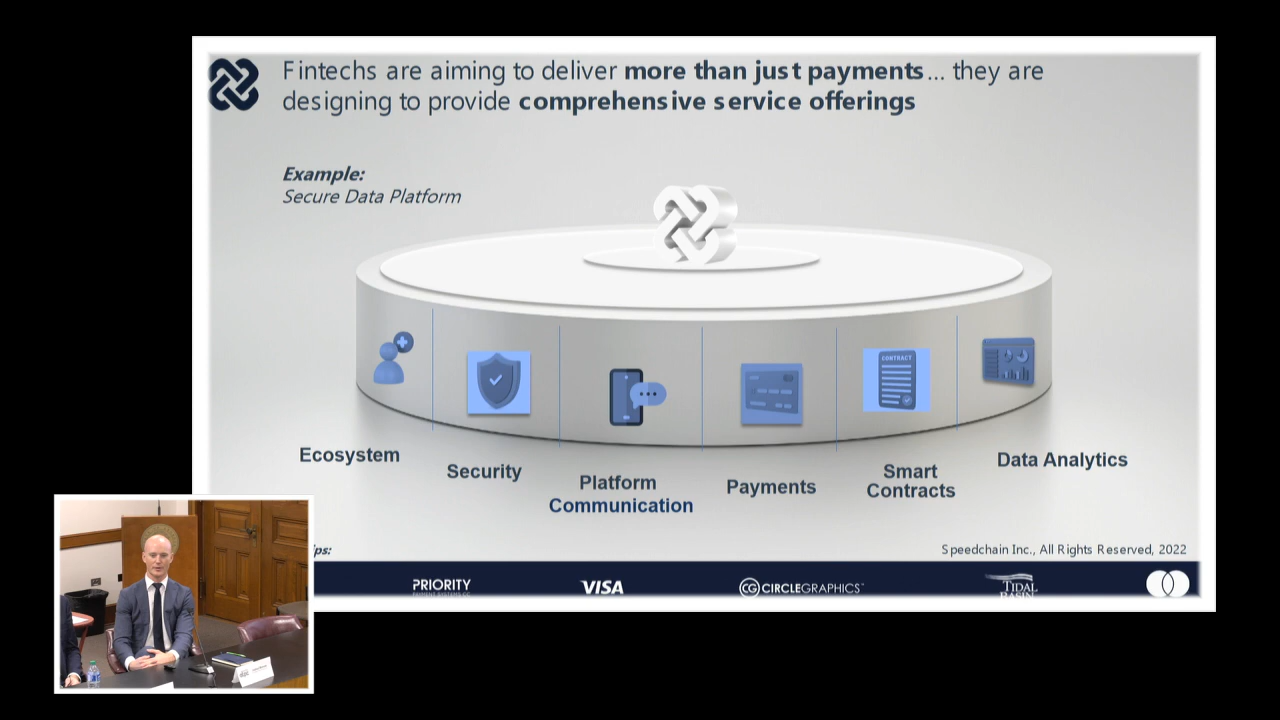 Fintechs are aiming to deliver more than just payments... they are
designing to provide comprehensive service offerings
Example:
Secure Data Platform
CONTRACT
Ecosystem
Security
Platform
Communication
Payments
Smart
Contracts
Data Analytics
Speedchain Inc., All Rights Reserved, 2022
PRIORITY
VISA
CG CIRCLEGRAPHICS
TIDAL
BASIN